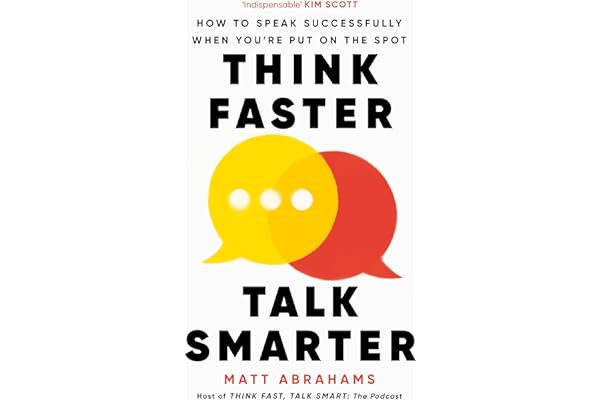 'Indispensable' KIM SCOTT
HOW TO SPEAK SUCCESSFULLY
WHEN YOU'RE PUT ON THE SPOT
THINK
FASTER
TALK
SMARTER
MATT ABRAHAMS
Host of THINK FAST, TALK SMART: The Podcast